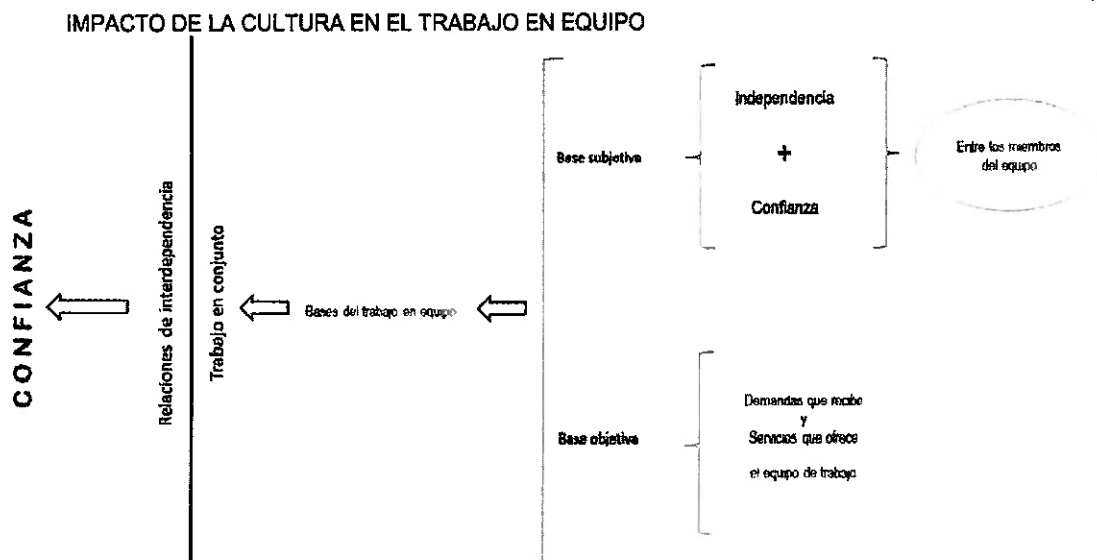 IMPACTO DE LA CULTURA EN EL TRABAJO EN EQUIPO
CONFIANZA
Relaciones de interdependencia
Trabajo en conjunto
Bases del trabajo en equipo
Base subjetiva
Independencia
+
Confianza
Entre los miembros
del equipo
Base objetiva
Demandas que recibe
y
Servicios que ofrece
el equipo de trabajo